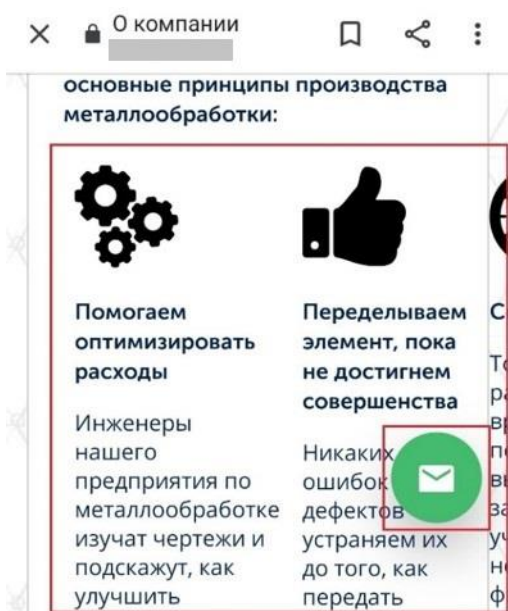 О компании
основные принципы производства
металлообработки:
Помогаем
оптимизировать
расходы
Инженеры
нашего
предприятия по
металлообработке
изучат чертежи и
подскажут, как
улучшить
Переделываем
элемент, пока
не достигнем
совершенства
Никаких
ошибок
дефектов
устраняем их
до того, как
передать